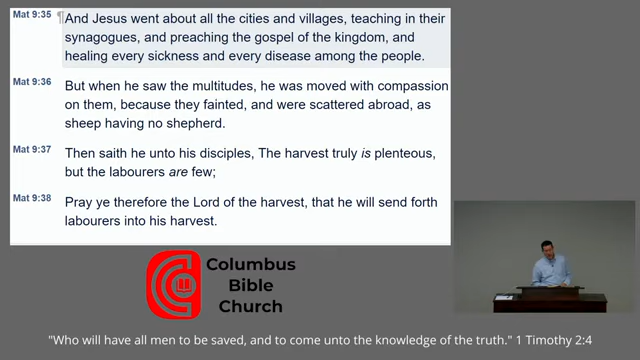 Mat 9:35 ¶And Jesus went about all the cities and villages, teaching in their
synagogues, and preaching the gospel of the kingdom, and
healing every sickness and every disease among the people.
Mat 9:36 But when he saw the multitudes, he was moved with compassion
on them, because they fainted, and were scattered abroad, as
sheep having no shepherd.
Mat 9:37 Then saith he unto his disciples, The harvest truly is plenteous,
but the labourers are few;
Mat 9:38 Pray ye therefore the Lord of the harvest, that he will send forth
labourers into his harvest.
Columbus
Bible
Church
"Who will have all men to be saved, and to come unto the knowledge of the truth." 1 Timothy 2:4